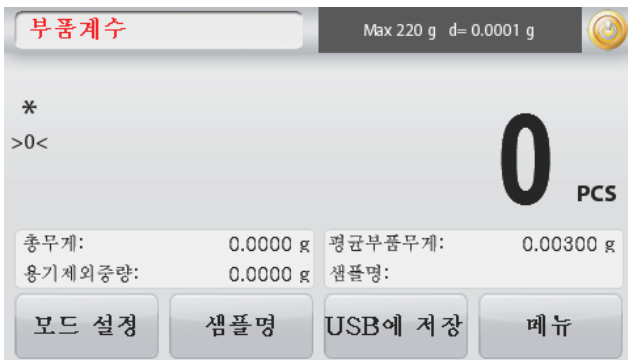 부품계수
Max 220 g d= 0.0001 g
*
>0<
0 PCS
총무게: 0.0000 g
용기제외중량: 0.0000 g
평균부품무게: 0.00300 g
샘플명:
모드 설정
샘플명
USB에 저장
메뉴